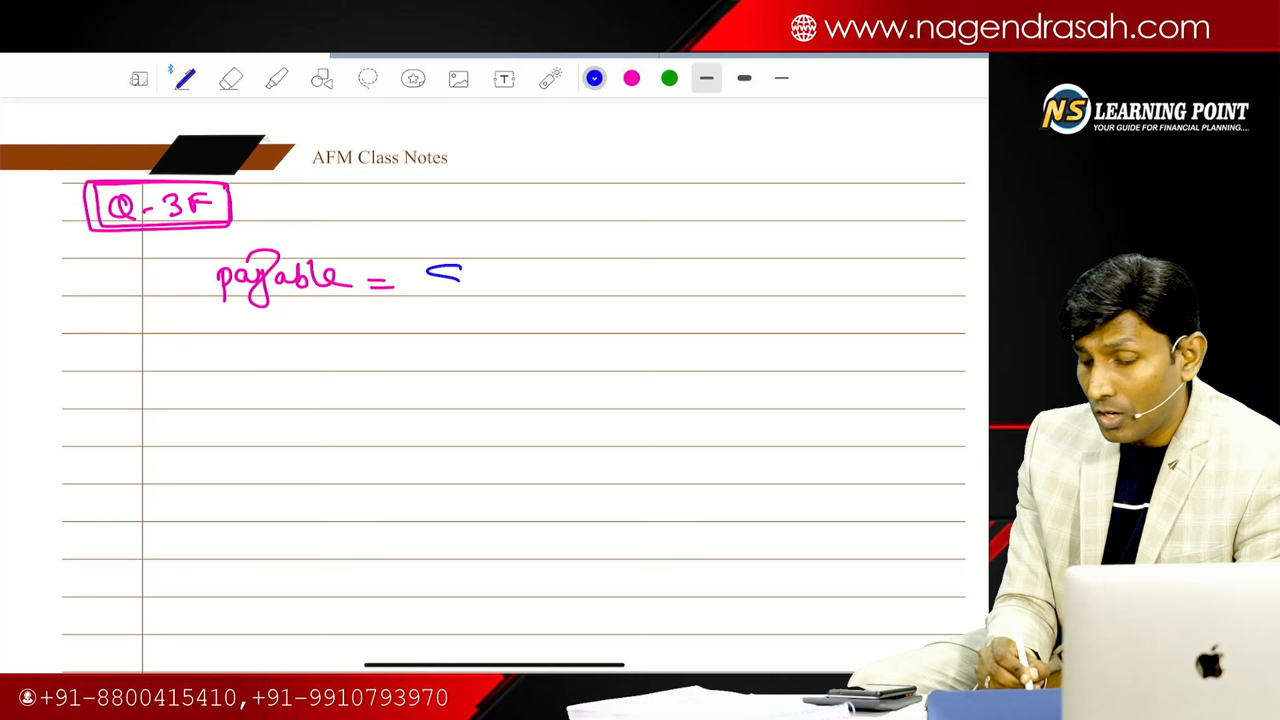 www.nagendrasah.com
T
NS LEARNING POINT
YOUR GUIDE FOR FINANCIAL PLANNING....
AFM Class Notes
Q-3F
payable =
+91-8800415410,+91-9910793970